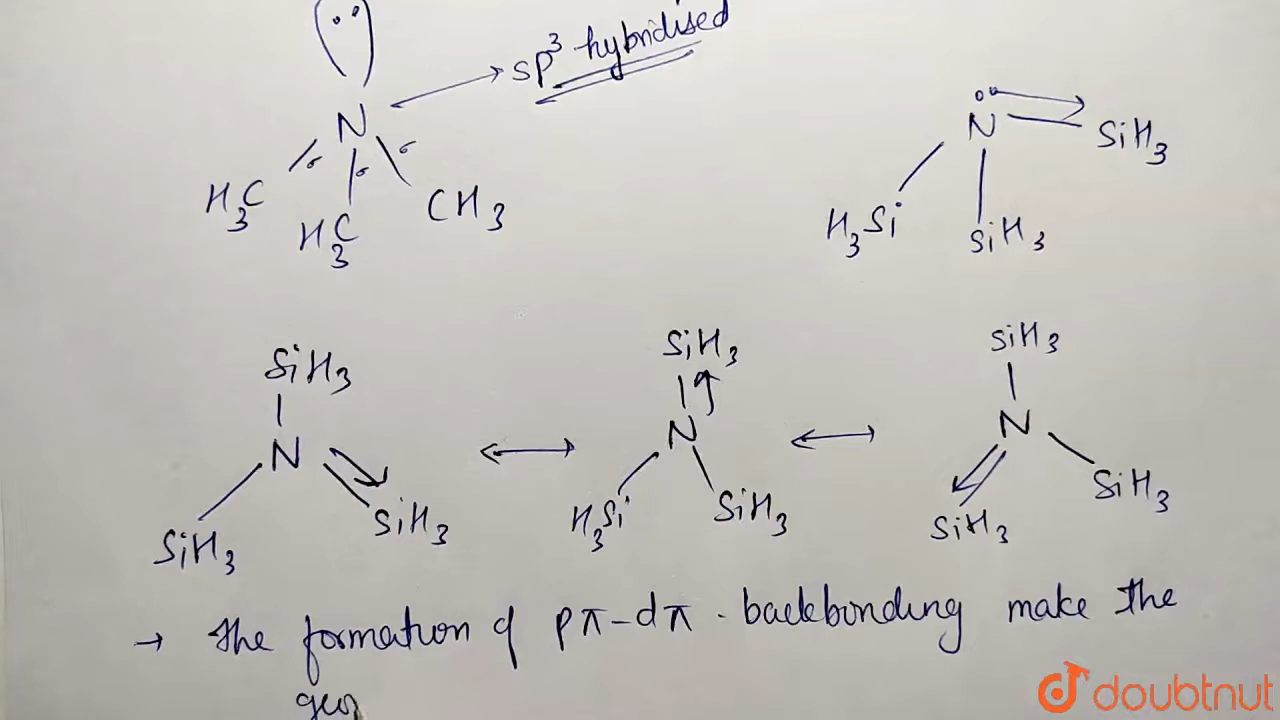 sp³ hybridised
N
H₃C
H₃C
CH₃
N
SiH₃
H₃Si
SiH₃
SiH₃
N
SiH₃
SiH₃
SiH₃
N
H₃Si
SiH₃
SiH₃
N
SiH₃
SiH₃
→ The formation of pπ-dπ - backbonding make the
geo
doubtnut